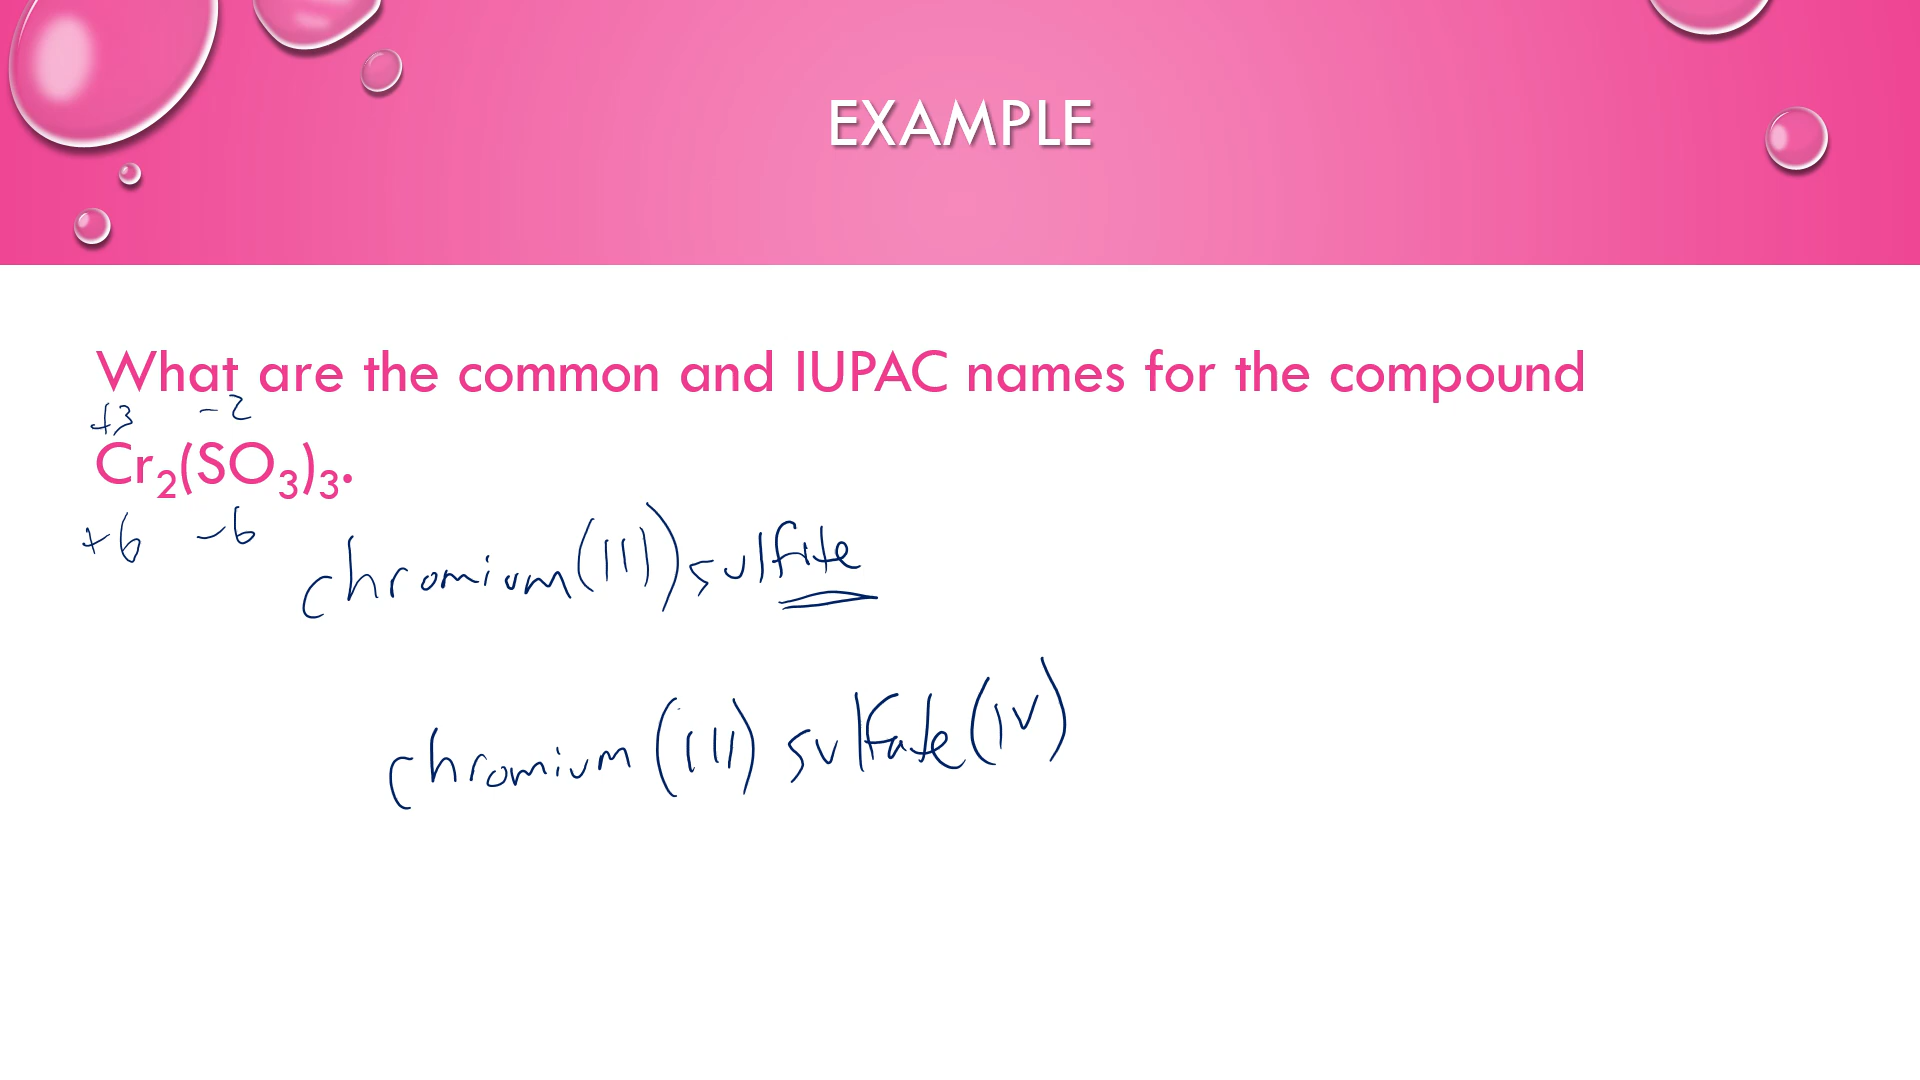 EXAMPLE
What are the common and IUPAC names for the compound
+3 -2
Cr₂(SO₃)₃.
+6 -6
chromium(III)sulfite
chromium(III) sulfate(IV)